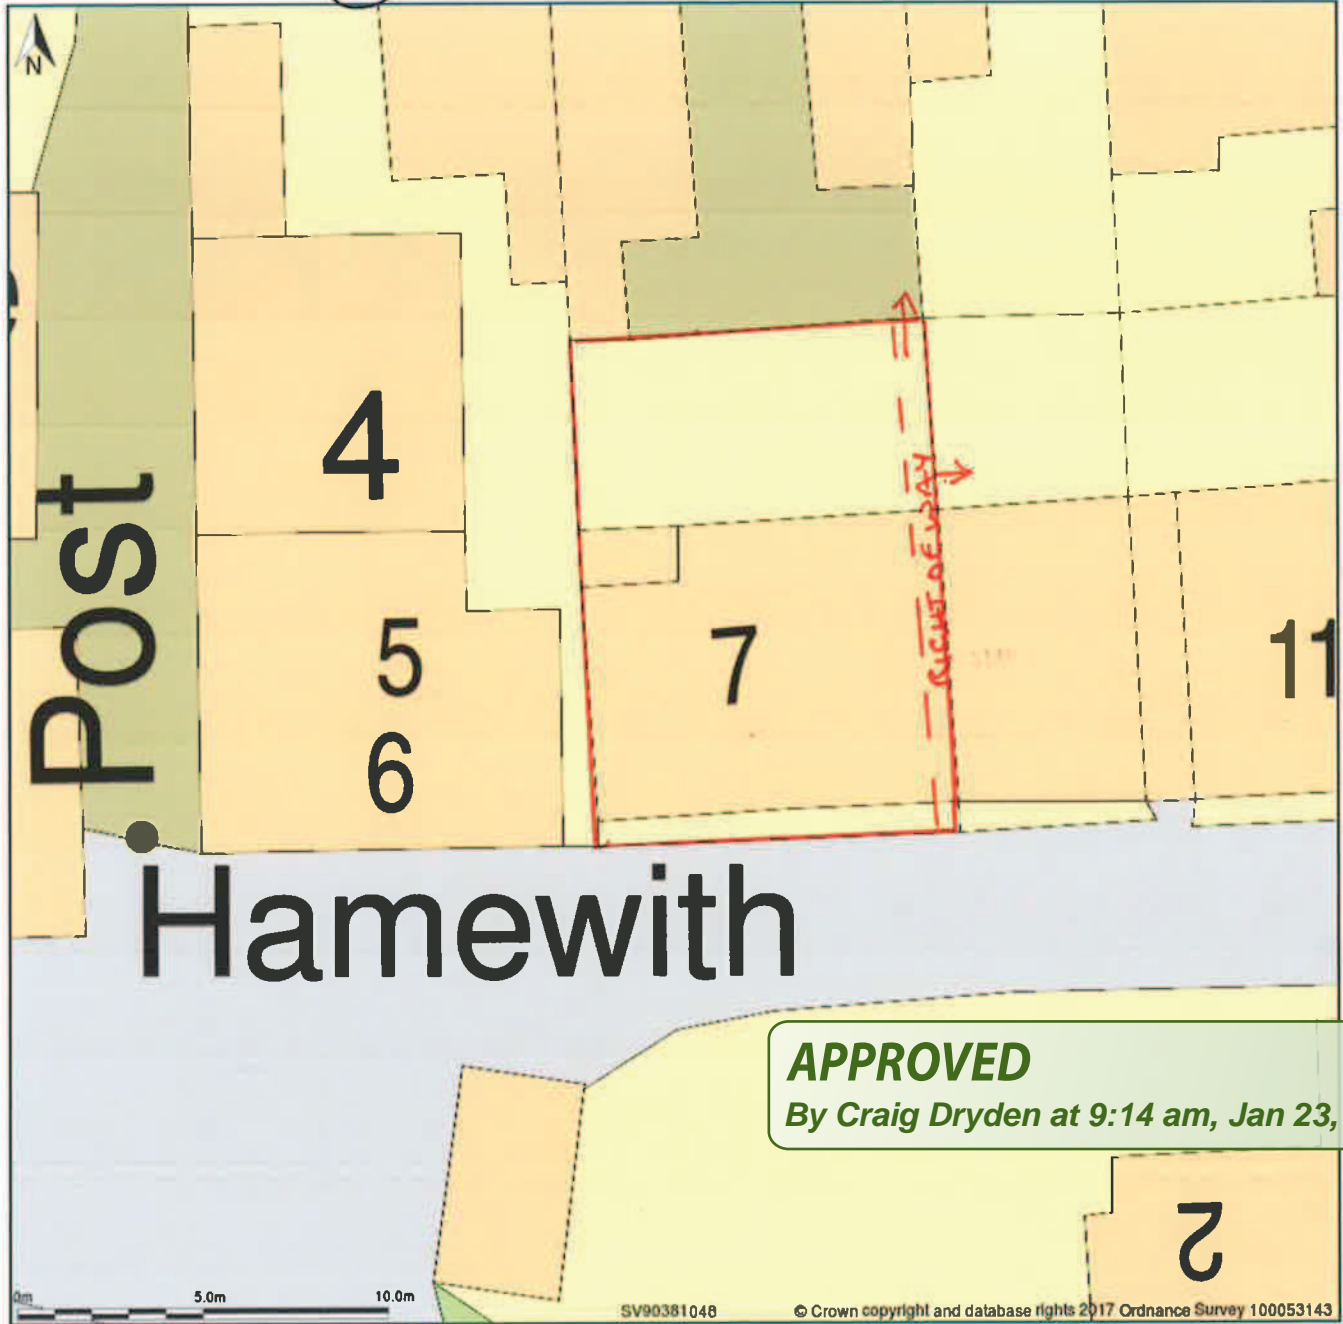 N
4
Post
5
7
11
6
RIGHT OF WAY
Hamewith
APPROVED
By Craig Dryden at 9:14 am, Jan 23,
2
0m 5.0m 10.0m
SV90381048 © Crown copyright and database rights 2017 Ordnance Survey 100053143